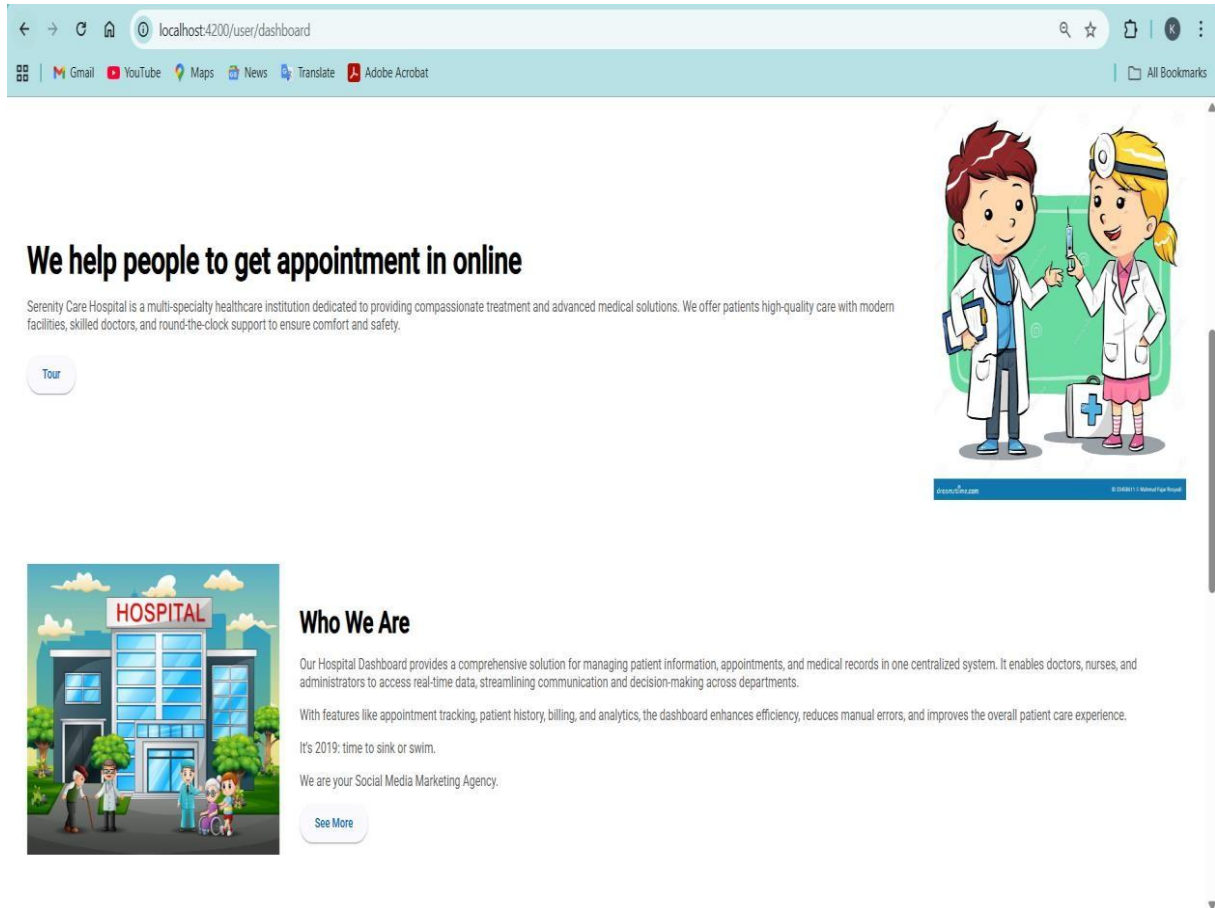 localhost:4200/user/dashboard
K
Gmail YouTube Maps News Translate Adobe Acrobat All Bookmarks
We help people to get appointment in online
Serenity Care Hospital is a multi-specialty healthcare institution dedicated to providing compassionate treatment and advanced medical solutions. We offer patients high-quality care with modern
facilities, skilled doctors, and round-the-clock support to ensure comfort and safety.
Tour
dreamstime.com
HOSPITAL
Who We Are
Our Hospital Dashboard provides a comprehensive solution for managing patient information, appointments, and medical records in one centralized system. It enables doctors, nurses, and
administrators to access real-time data, streamlining communication and decision-making across departments.
With features like appointment tracking, patient history, billing, and analytics, the dashboard enhances efficiency, reduces manual errors, and improves the overall patient care experience.
It's 2019: time to sink or swim.
We are your Social Media Marketing Agency.
See More